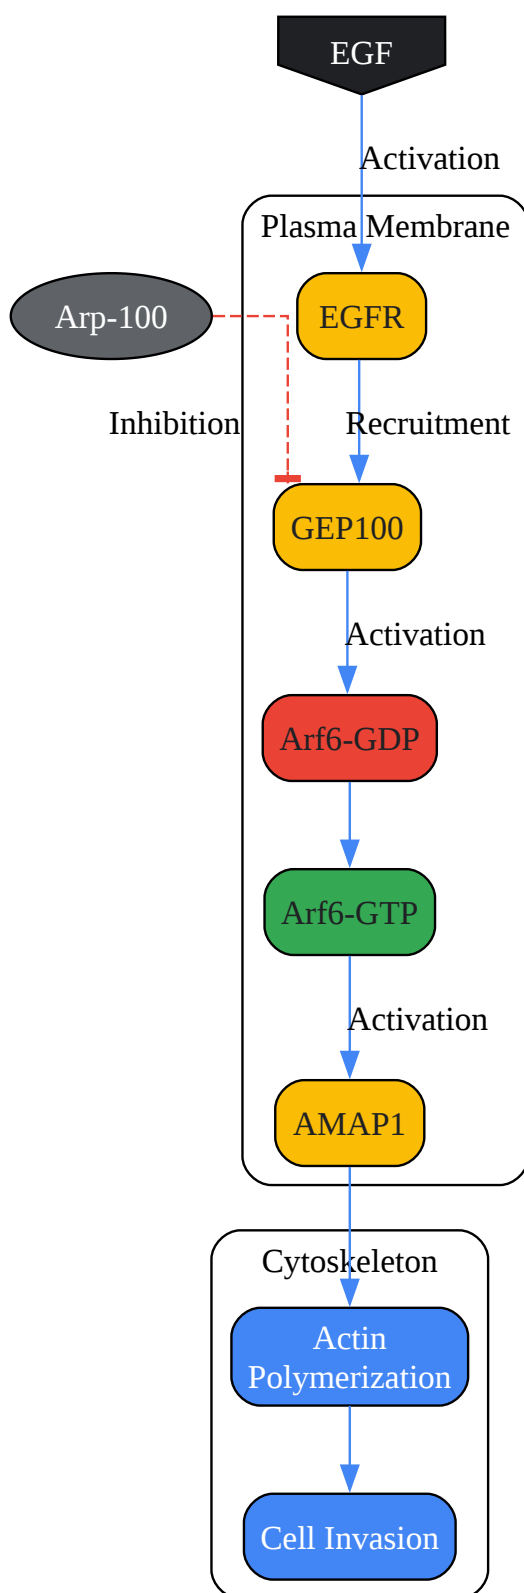 EGF
Activation
Plasma Membrane
Arp-100
EGFR
Inhibition
Recruitment
GEP100
Activation
Arf6-GDP
Arf6-GTP
Activation
AMAP1
Cytoskeleton
Actin
Polymerization
Cell Invasion